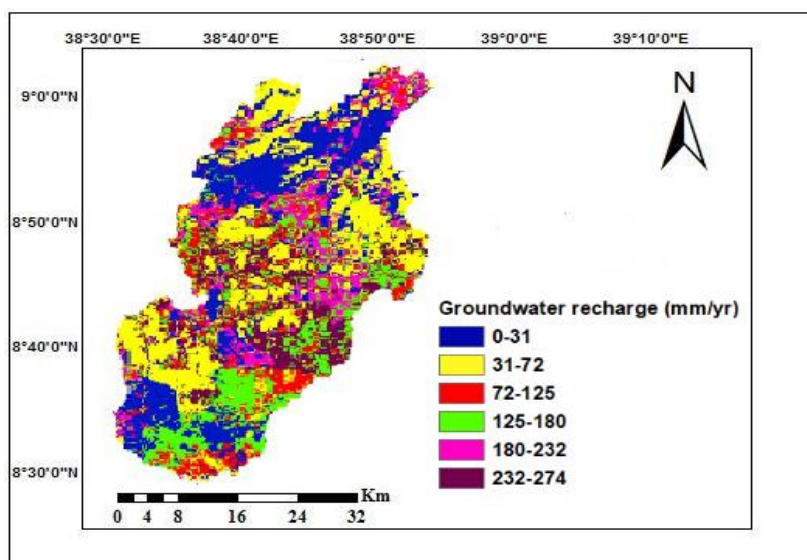 38°30'0"E 38°40'0"E 38°50'0"E 39°0'0"E 39°10'0"E
N
9°0'0"N
8°50'0"N
8°40'0"N
8°30'0"N
Groundwater recharge (mm/yr)
0-31
31-72
72-125
125-180
180-232
232-274
Km
0 4 8 16 24 32